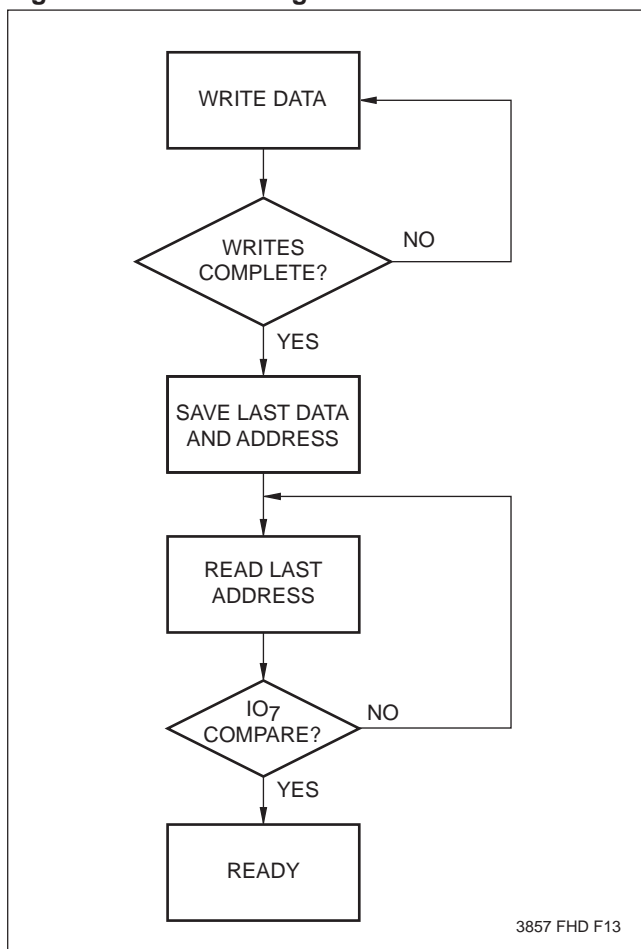 WRITE DATA
NO
WRITES
COMPLETE?
YES
SAVE LAST DATA
AND ADDRESS
READ LAST
ADDRESS
IO7
NO
COMPARE?
YES
READY
3857 FHD F13